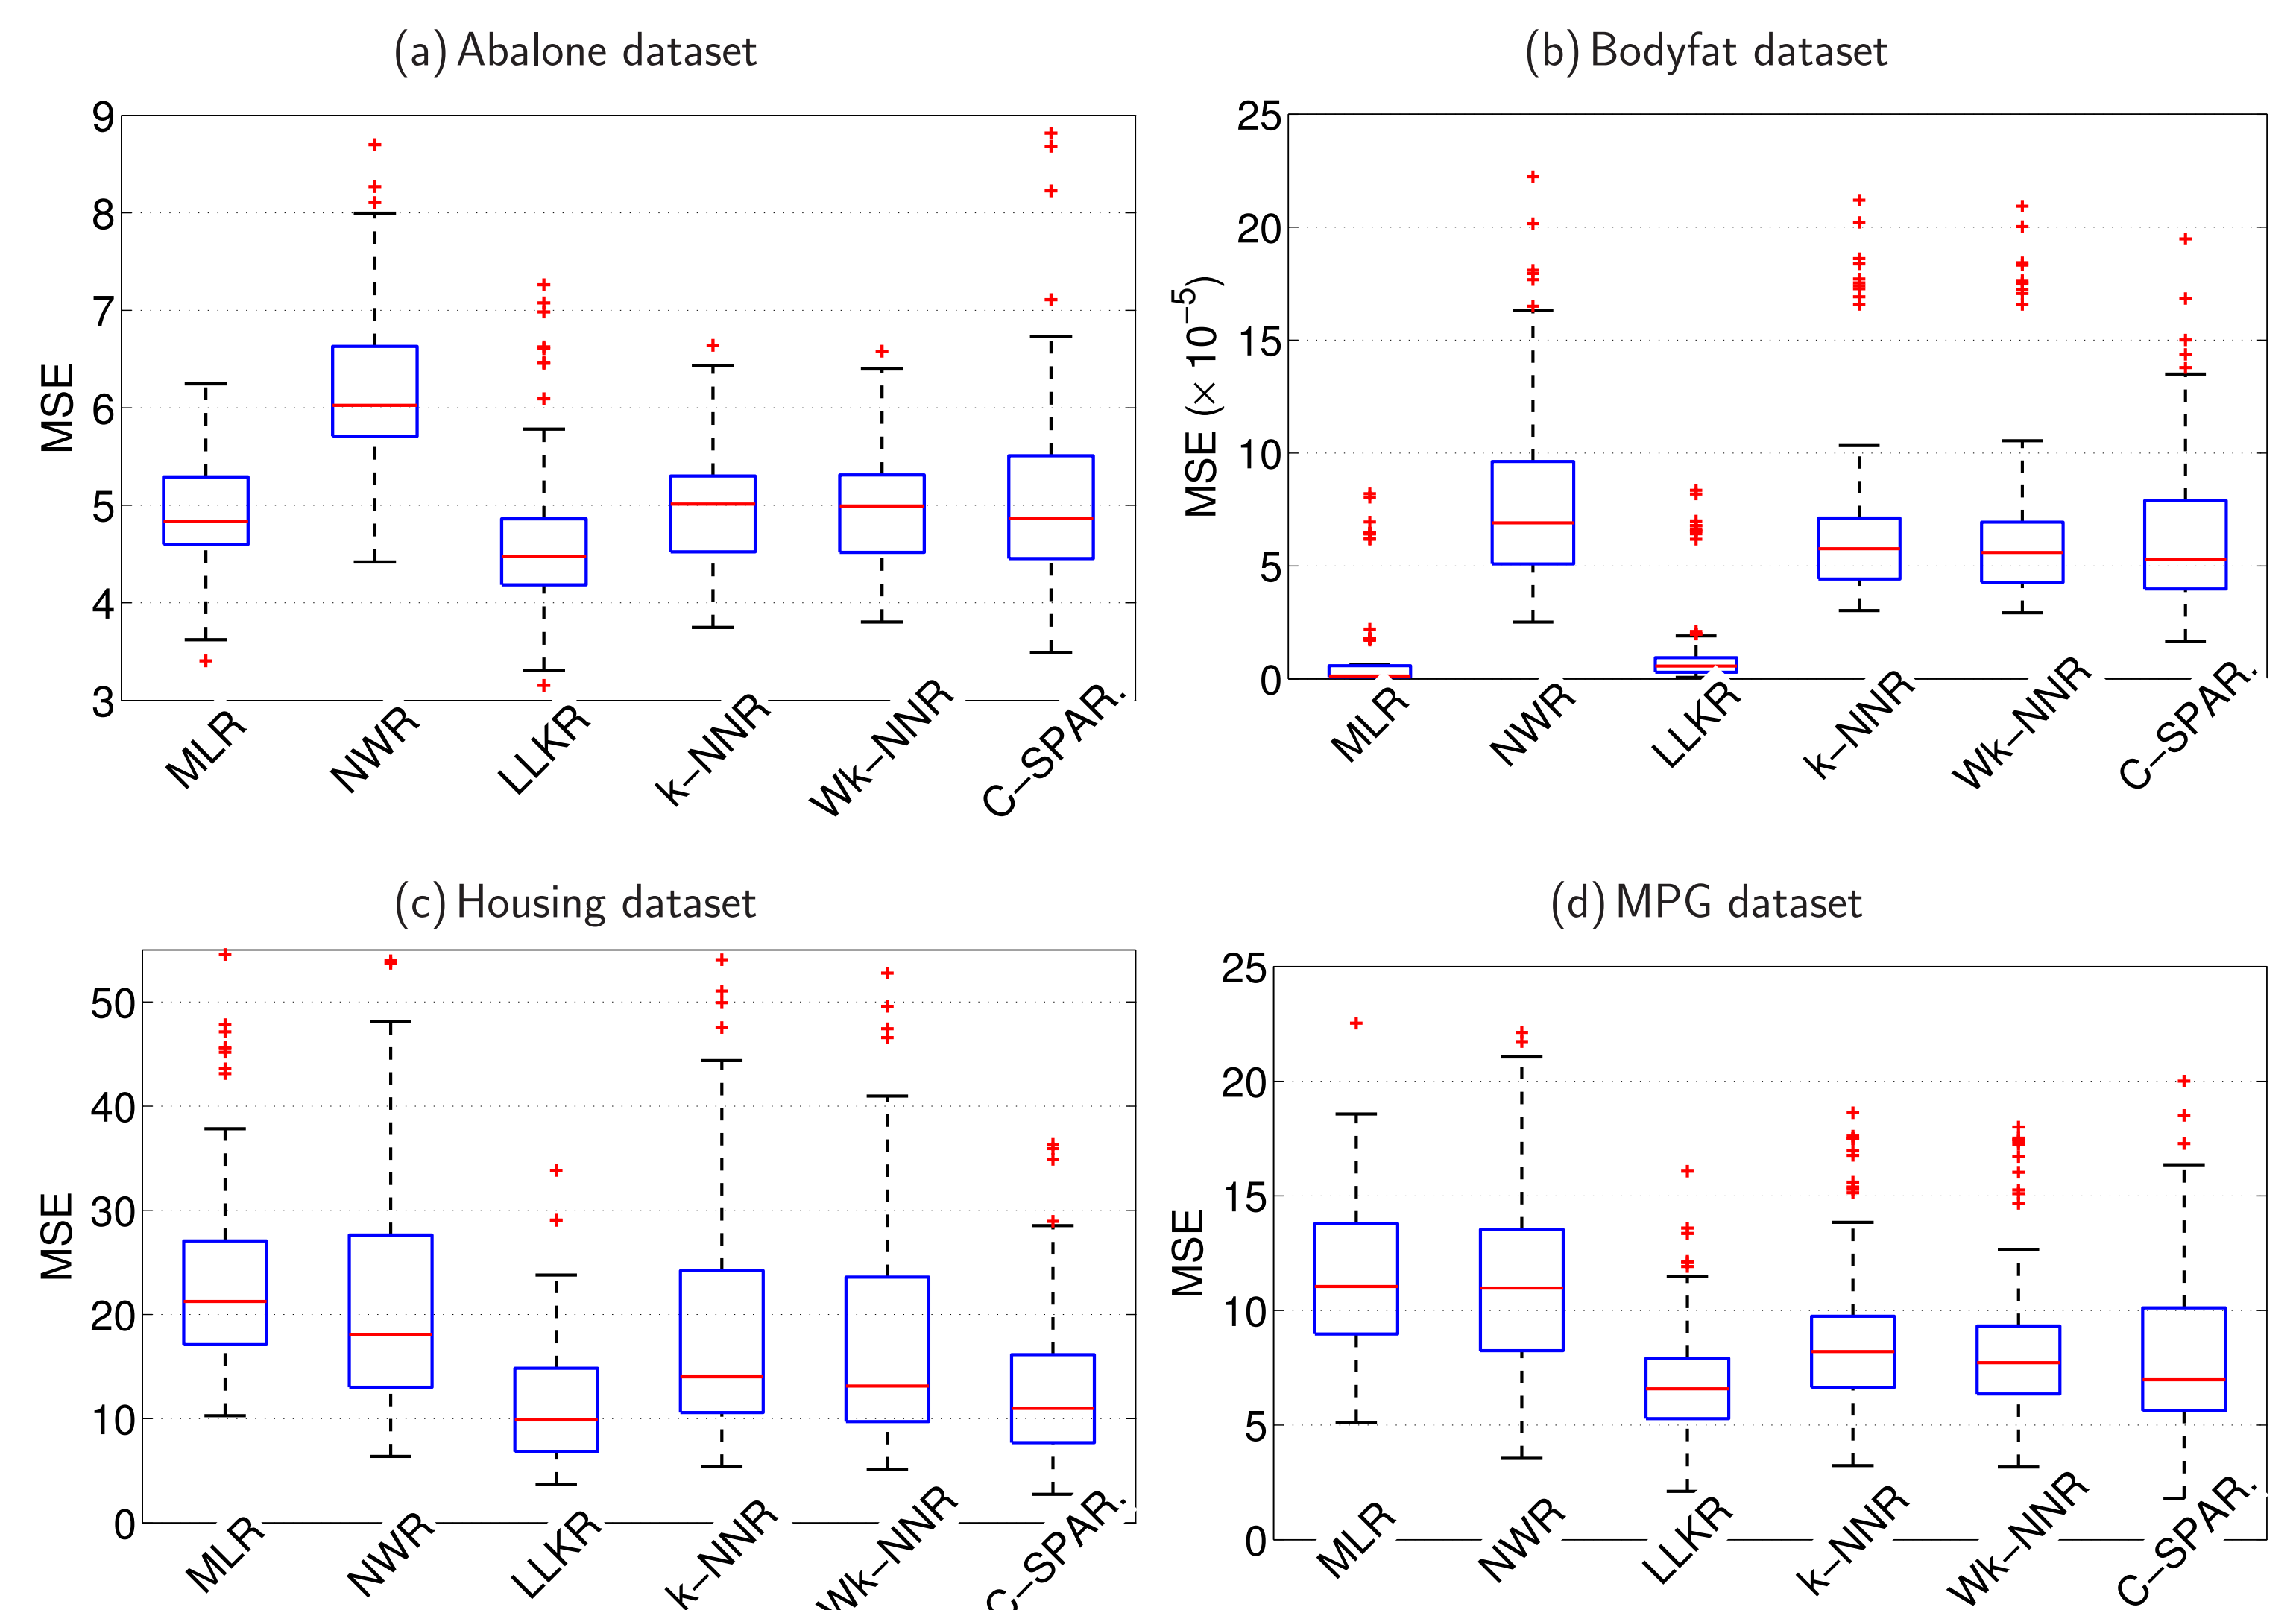 (a) Abalone dataset
9
8
7
6
5
4
3
MSE
MLR
NWR
LLKR
k–NNR
Wk–NNR
C–SPAR.
(b) Bodyfat dataset
25
20
15
10
5
0
MSE (× 10⁻⁵)
MLR
NWR
LLKR
k–NNR
Wk–NNR
C–SPAR.
(c) Housing dataset
50
40
30
20
10
0
MSE
MLR
NWR
LLKR
k–NNR
Wk–NNR
C–SPAR.
(d) MPG dataset
25
20
15
10
5
0
MSE
MLR
NWR
LLKR
k–NNR
Wk–NNR
C–SPAR.